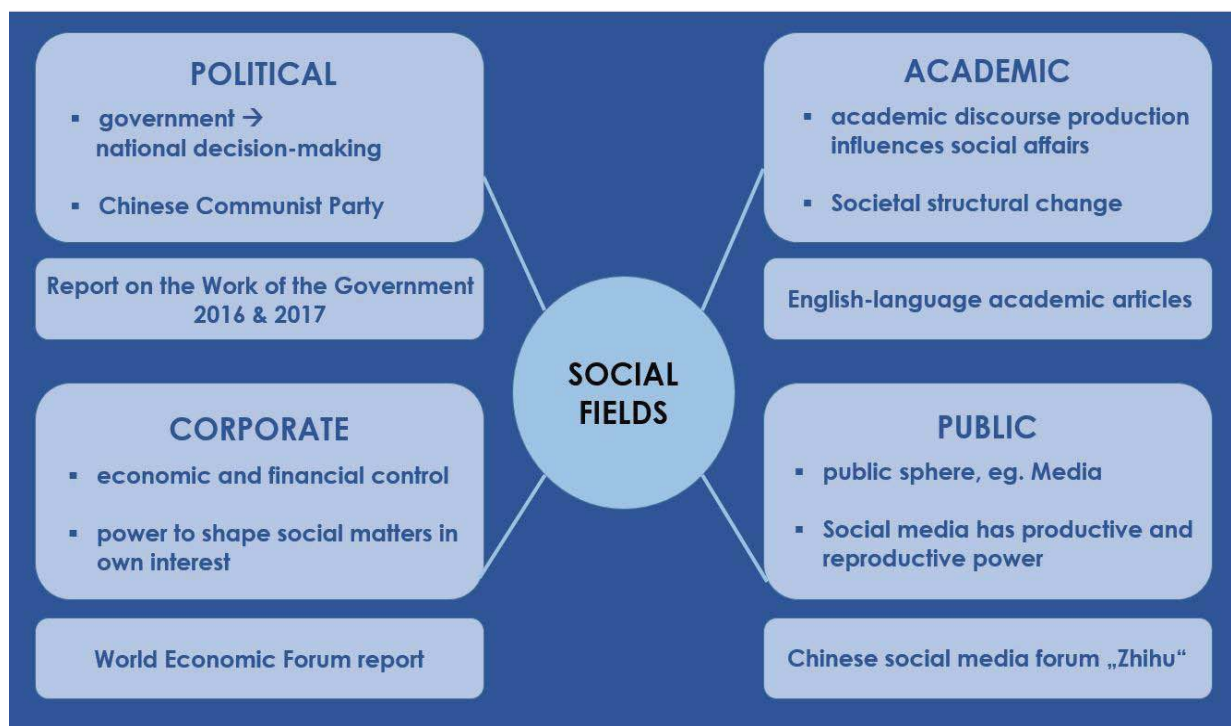 POLITICAL
▪ government →
national decision-making
▪ Chinese Communist Party
Report on the Work of the Government
2016 & 2017
ACADEMIC
▪ academic discourse production
influences social affairs
▪ Societal structural change
English-language academic articles
SOCIAL
FIELDS
CORPORATE
▪ economic and financial control
▪ power to shape social matters in
own interest
World Economic Forum report
PUBLIC
▪ public sphere, eg. Media
▪ Social media has productive and
reproductive power
Chinese social media forum „Zhihu“